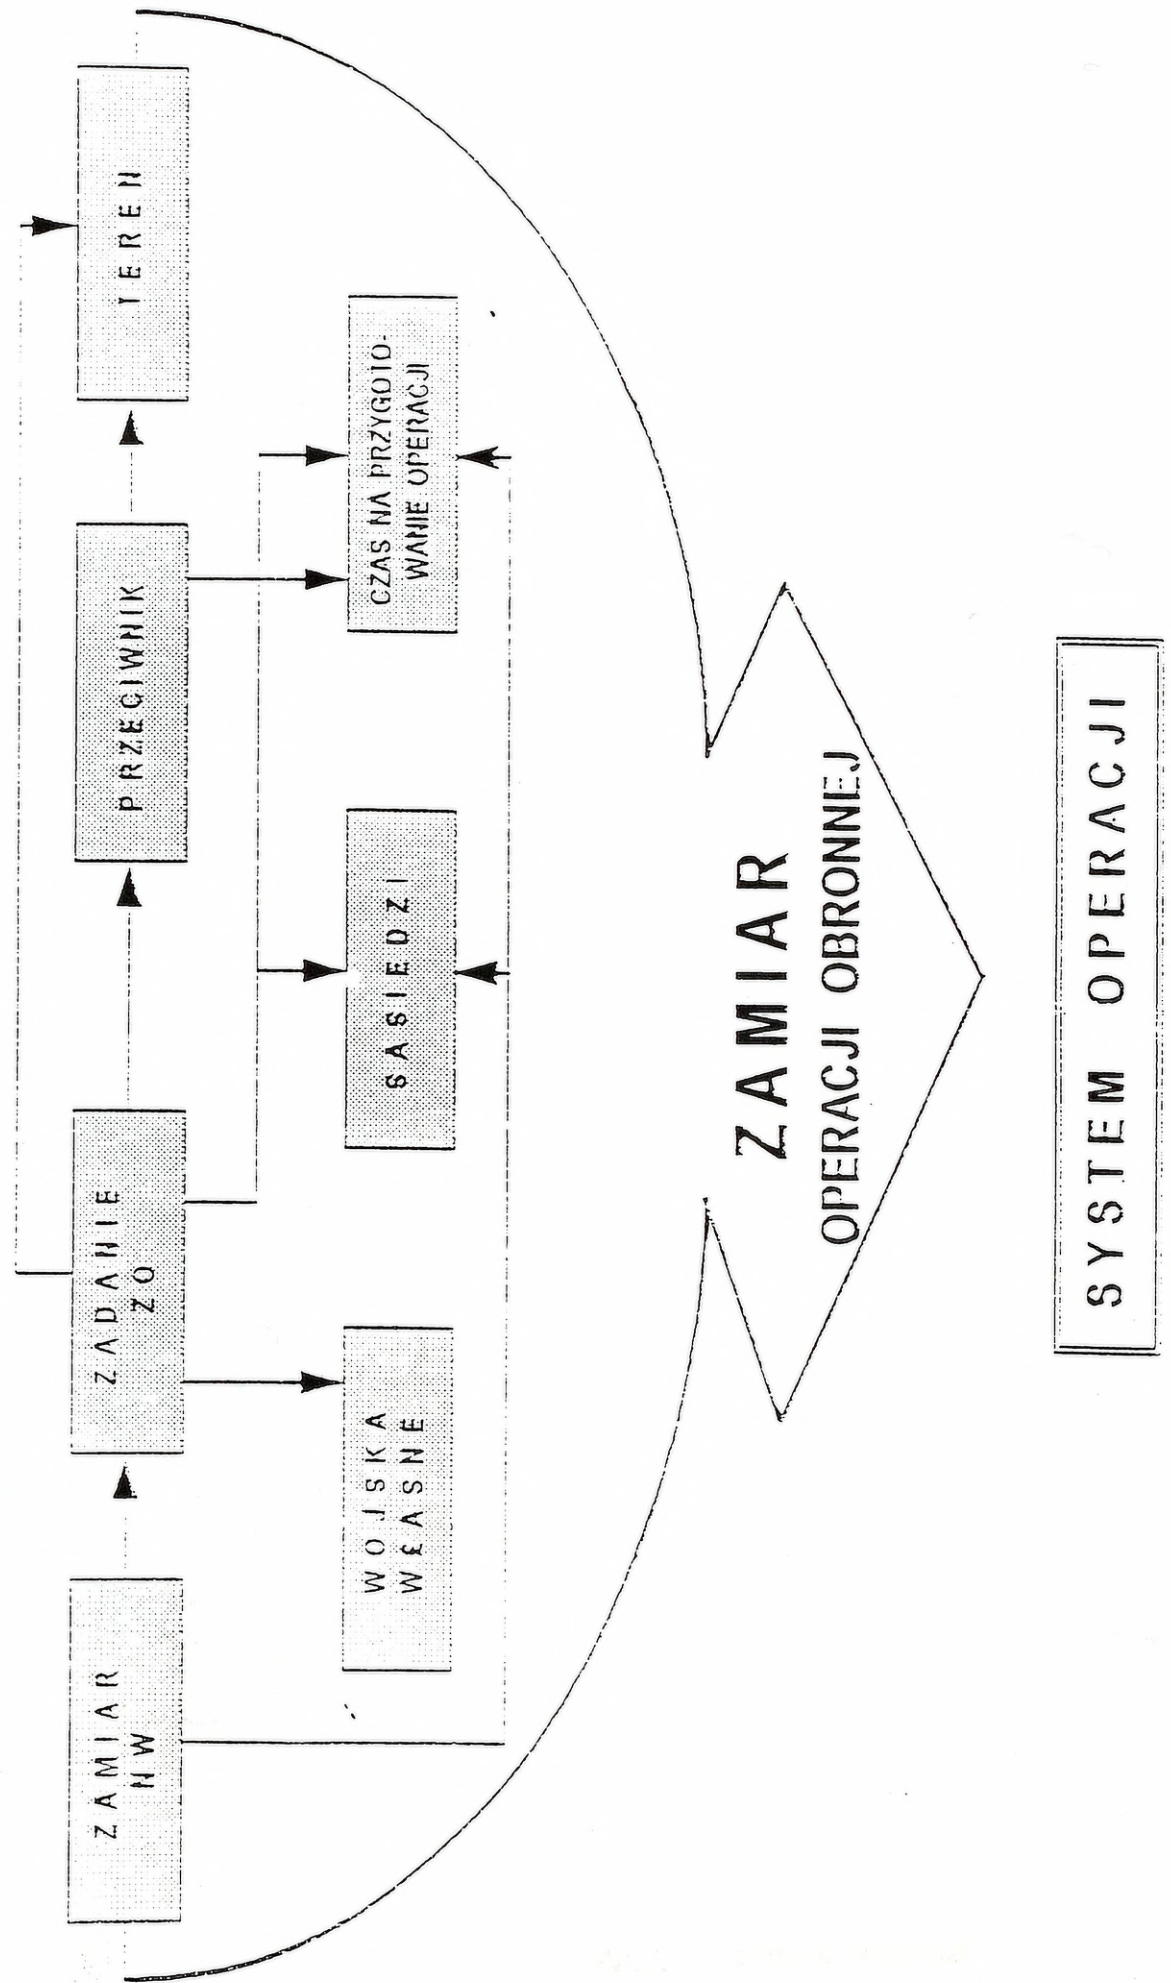 ZAMIAR
NW
ZADANIE
ZO
PRZECIWNIK
TEREN
WOJSKA
WŁASNE
SĄSIEDZI
CZAS NA PRZYGOTO-
WANIE OPERACJI
ZAMIAR
OPERACJI OBRONNEJ
SYSTEM OPERACJI